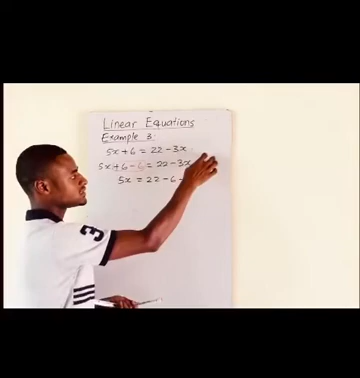 Linear Equations
Example 3:
5x + 6 = 22 - 3x
5x + 6 - 6 = 22 - 3x
5x = 22 - 6 -
3